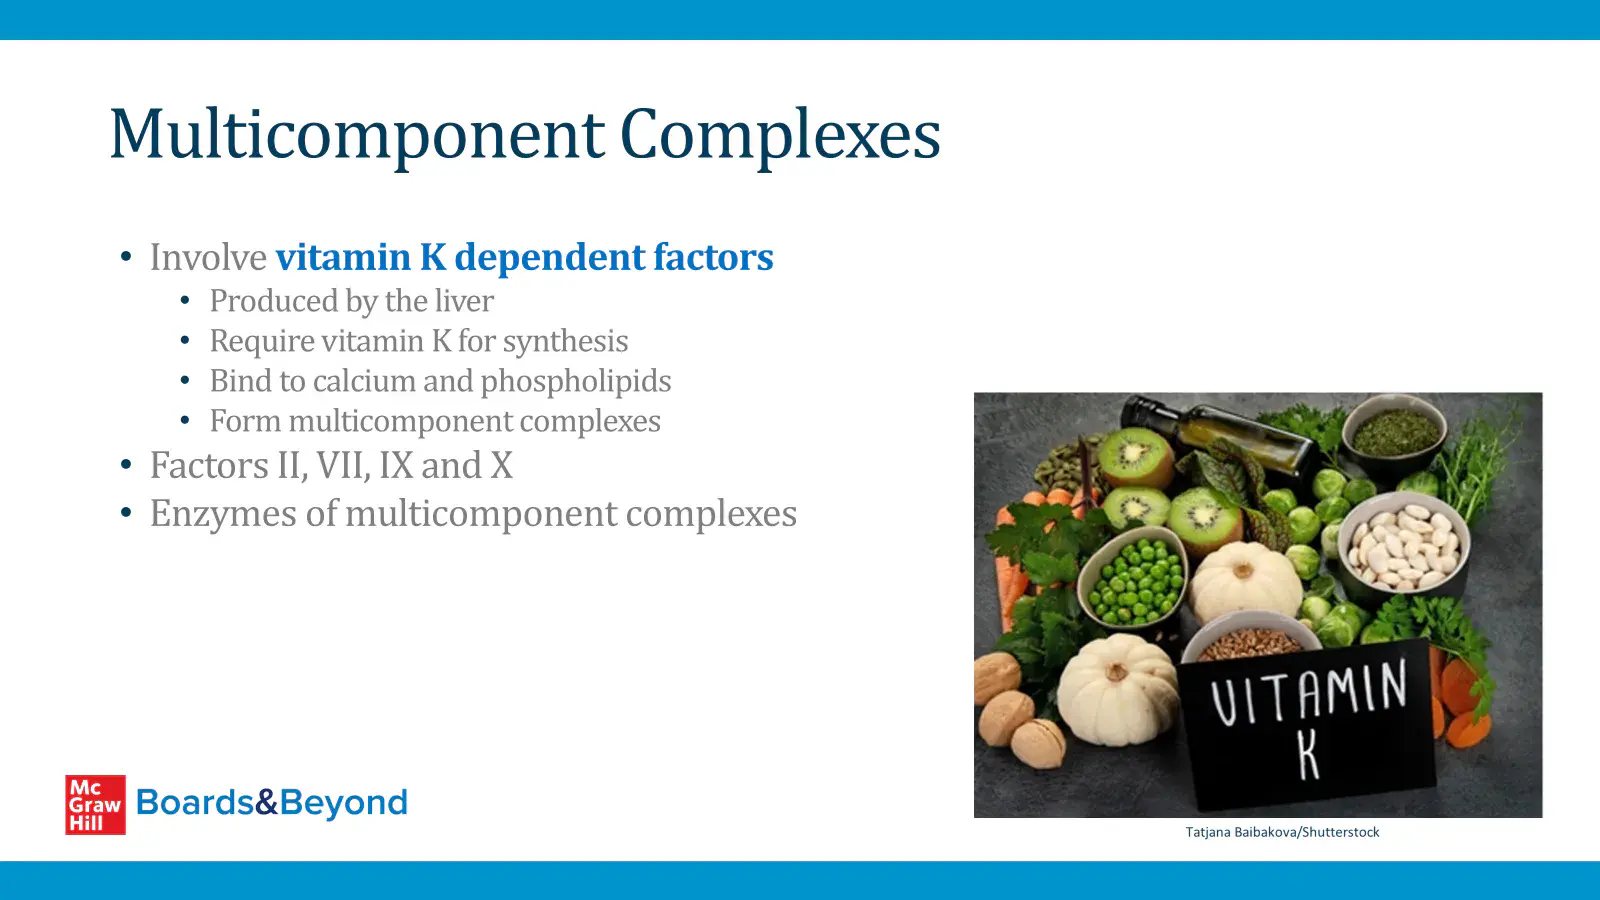 Multicomponent Complexes
• Involve vitamin K dependent factors
• Produced by the liver
• Require vitamin K for synthesis
• Bind to calcium and phospholipids
• Form multicomponent complexes
• Factors II, VII, IX and X
• Enzymes of multicomponent complexes
VITAMIN
K
Mc
Graw
Hill
Boards&Beyond
Tatjana Baibakova/Shutterstock